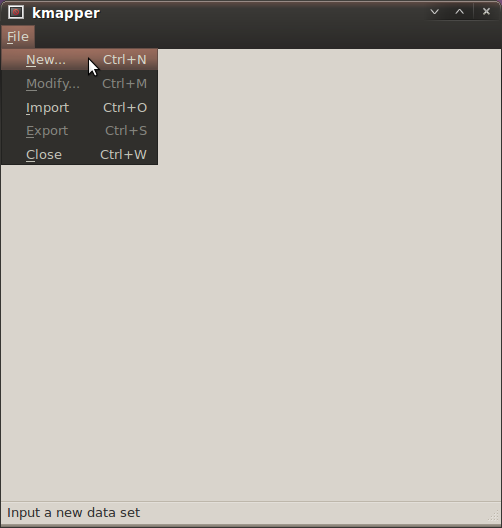 kmapper
File
New... Ctrl+N
Modify... Ctrl+M
Import Ctrl+O
Export Ctrl+S
Close Ctrl+W
Input a new data set